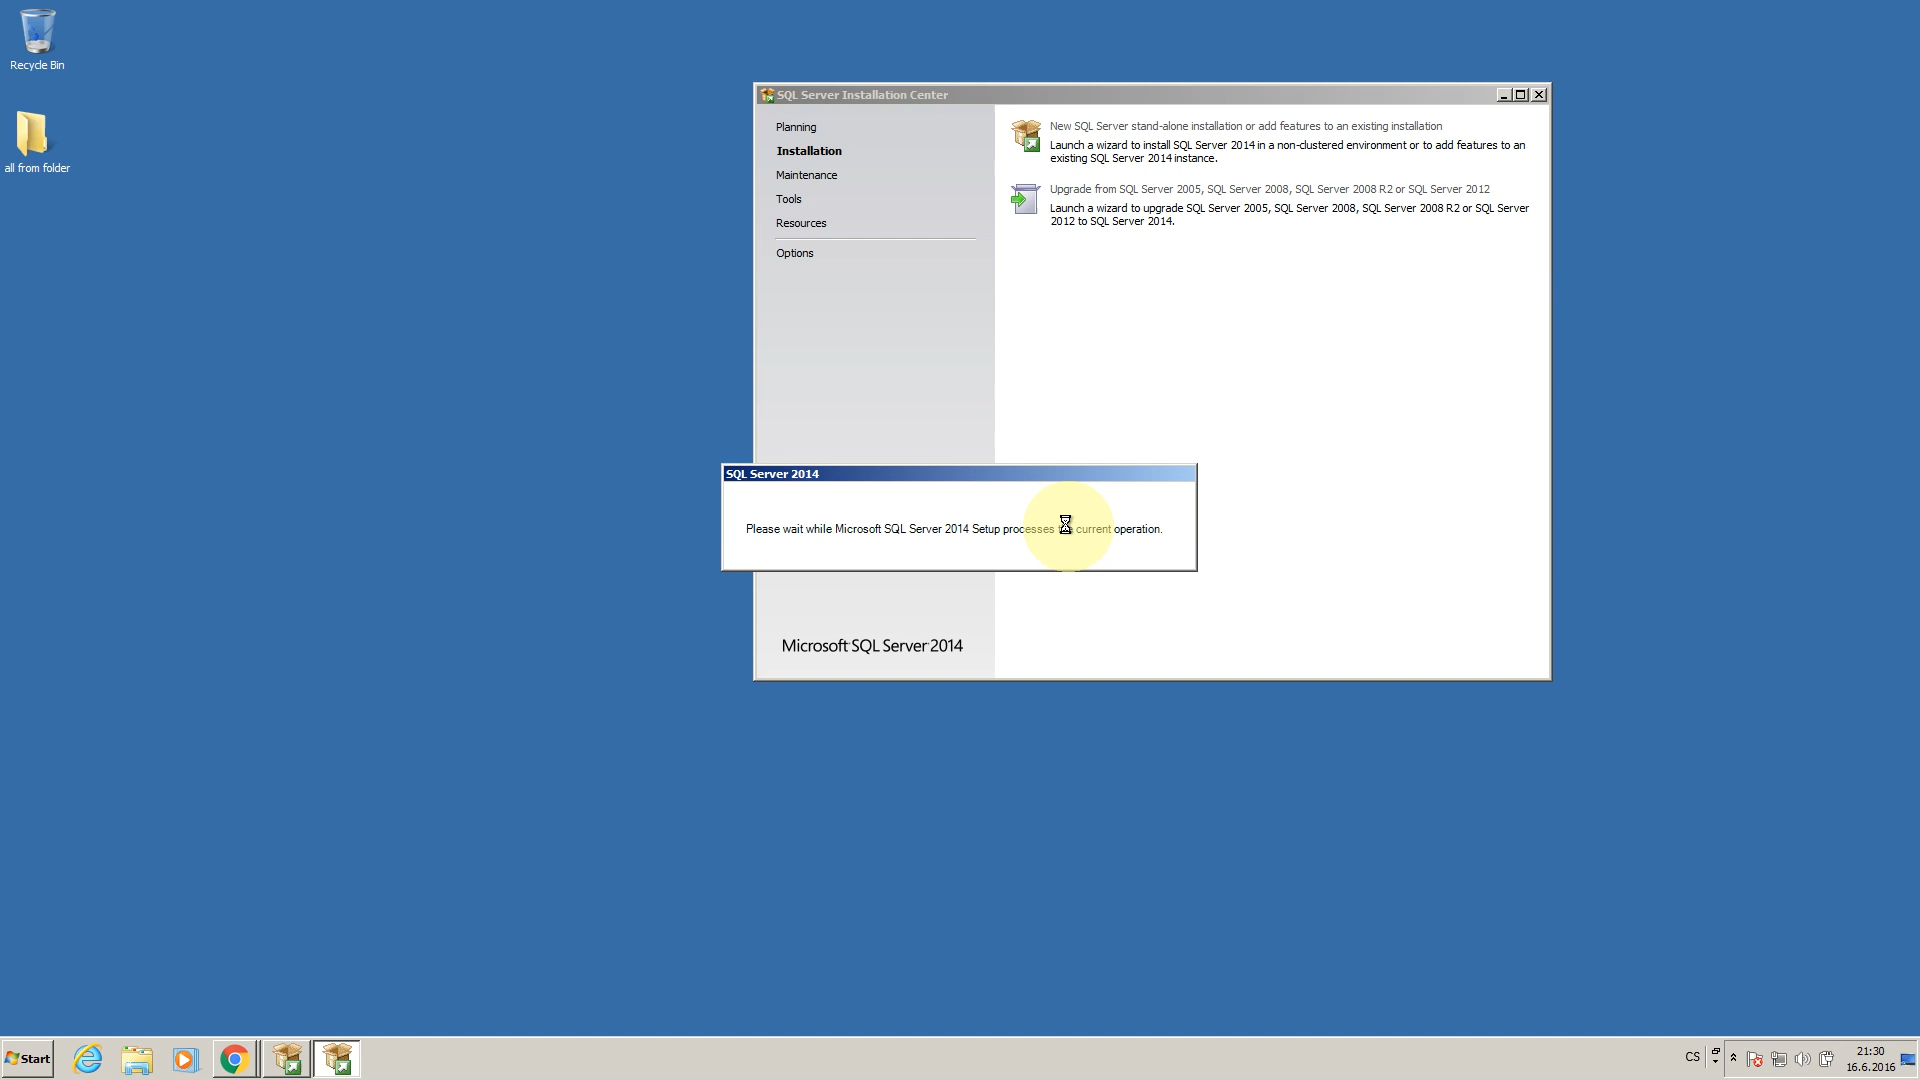 Recycle Bin
all from folder
SQL Server Installation Center
Planning
Installation
Maintenance
Tools
Resources
Options
New SQL Server stand-alone installation or add features to an existing installation
Launch a wizard to install SQL Server 2014 in a non-clustered environment or to add features to an
existing SQL Server 2014 instance.
Upgrade from SQL Server 2005, SQL Server 2008, SQL Server 2008 R2 or SQL Server 2012
Launch a wizard to upgrade SQL Server 2005, SQL Server 2008, SQL Server 2008 R2 or SQL Server
2012 to SQL Server 2014.
SQL Server 2014
Please wait while Microsoft SQL Server 2014 Setup processes current operation.
Microsoft SQL Server 2014
Start
CS
21:30
16.6.2016